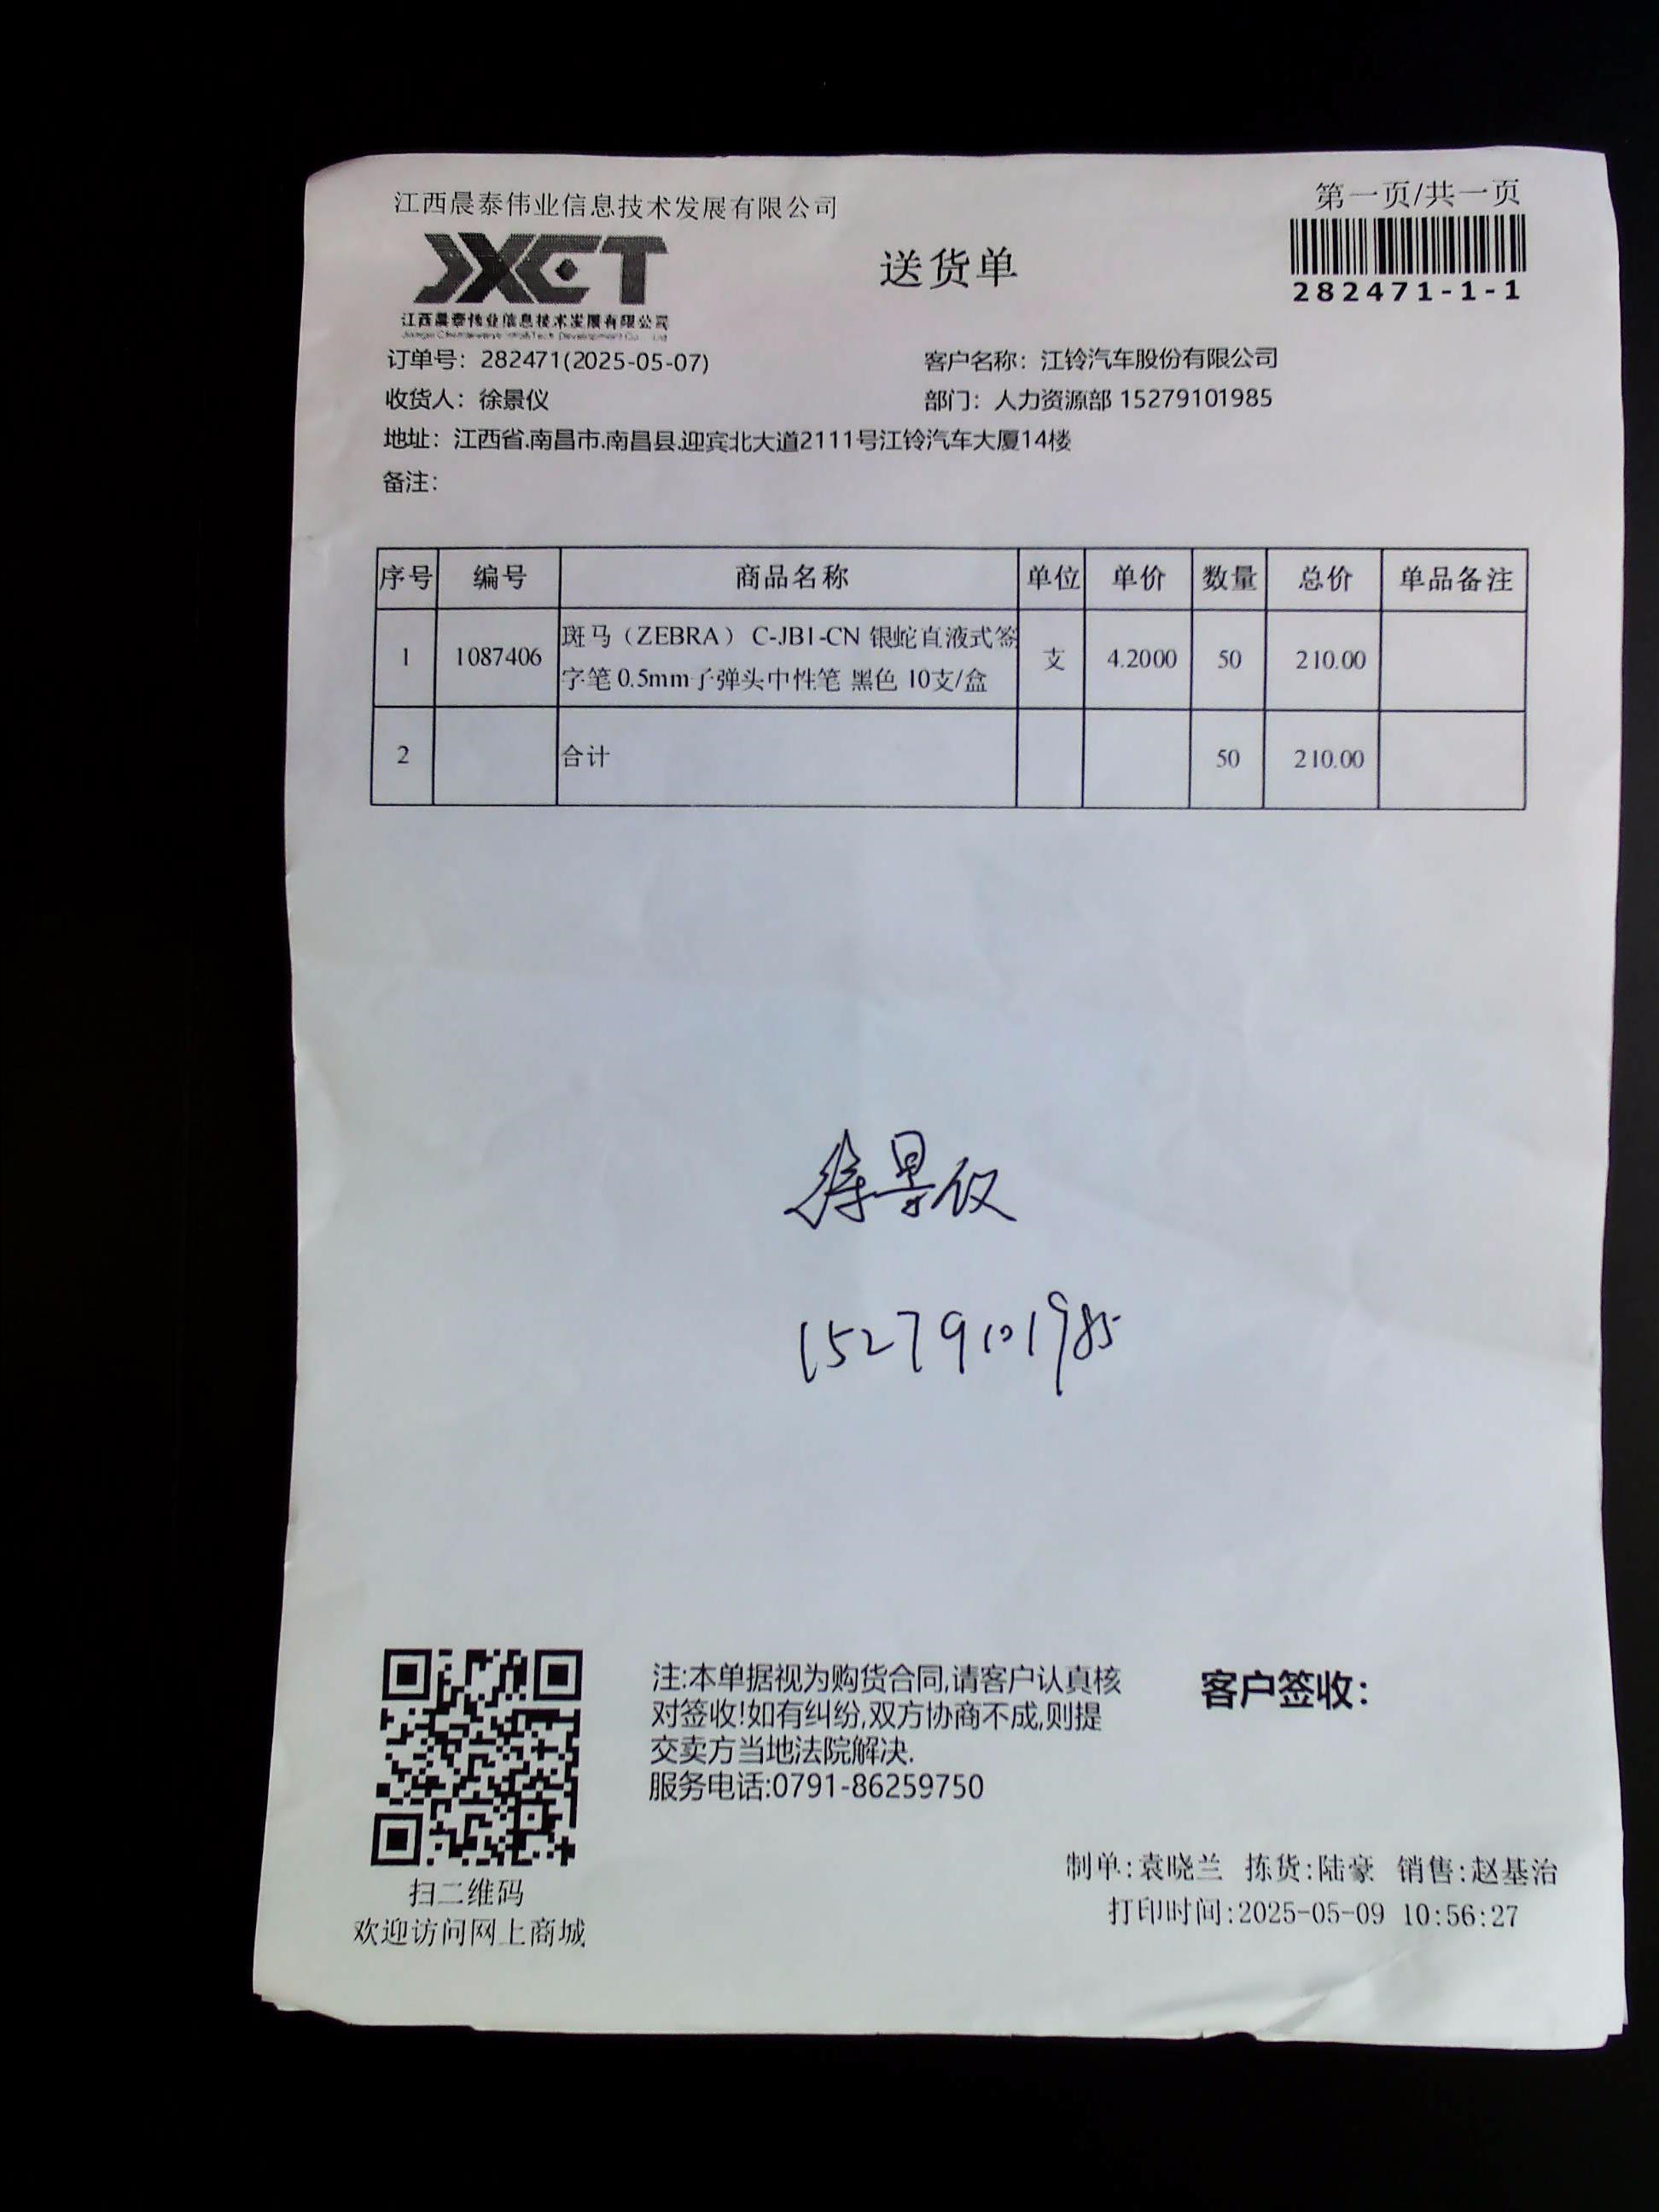 江西晨泰伟业信息技术发展有限公司
第一页/共一页
JXCT
送货单
282471-1-1
江西晨泰伟业信息技术发展有限公司
订单号：282471(2025-05-07)
客户名称：江铃汽车股份有限公司
收货人：徐景仪
部门：人力资源部 15279101985
地址：江西省.南昌市.南昌县.迎宾北大道2111号江铃汽车大厦14楼
备注：
序号 编号 商品名称 单位 单价 数量 总价 单品备注
1 1087406 斑马（ZEBRA） C-JB1-CN 银蛇直液式签 支 4.2000 50 210.00
字笔 0.5mm子弹头中性笔 黑色 10支/盒
2 合计 50 210.00
徐景仪
15279101985
注:本单据视为购货合同,请客户认真核
对签收!如有纠纷,双方协商不成,则提
交卖方当地法院解决.
服务电话:0791-86259750
客户签收：
扫二维码
欢迎访问网上商城
制单:袁晓兰 拣货:陆豪 销售:赵基治
打印时间:2025-05-09 10:56:27